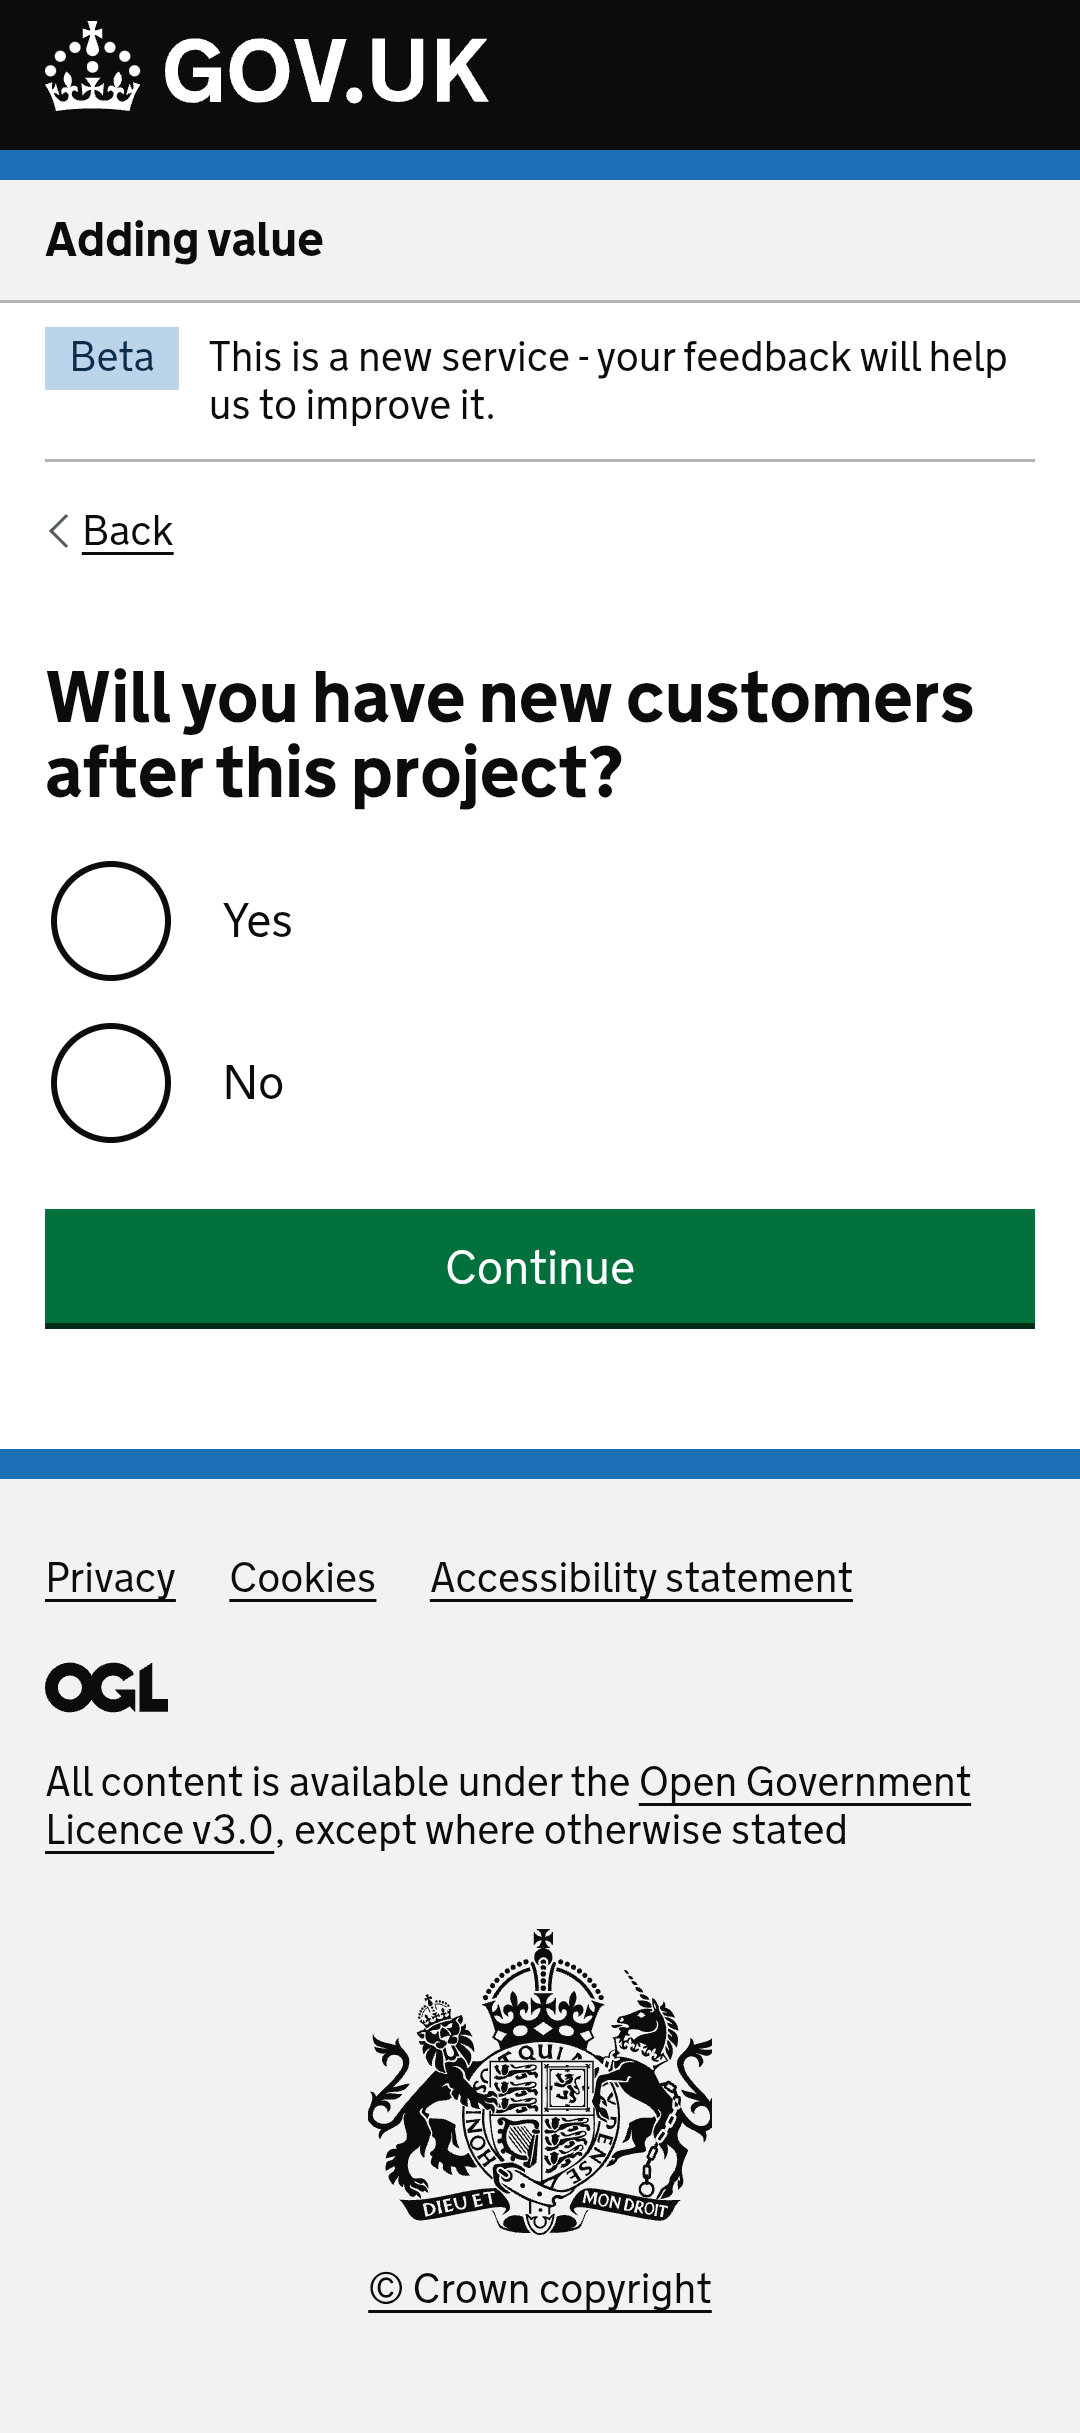 GOV.UK
Adding value
Beta
This is a new service - your feedback will help
us to improve it.
Back
Will you have new customers
after this project?
Yes
No
Continue
Privacy Cookies Accessibility statement
OGL
All content is available under the Open Government
Licence v3.0, except where otherwise stated
DIEU ET MON DROIT
© Crown copyright